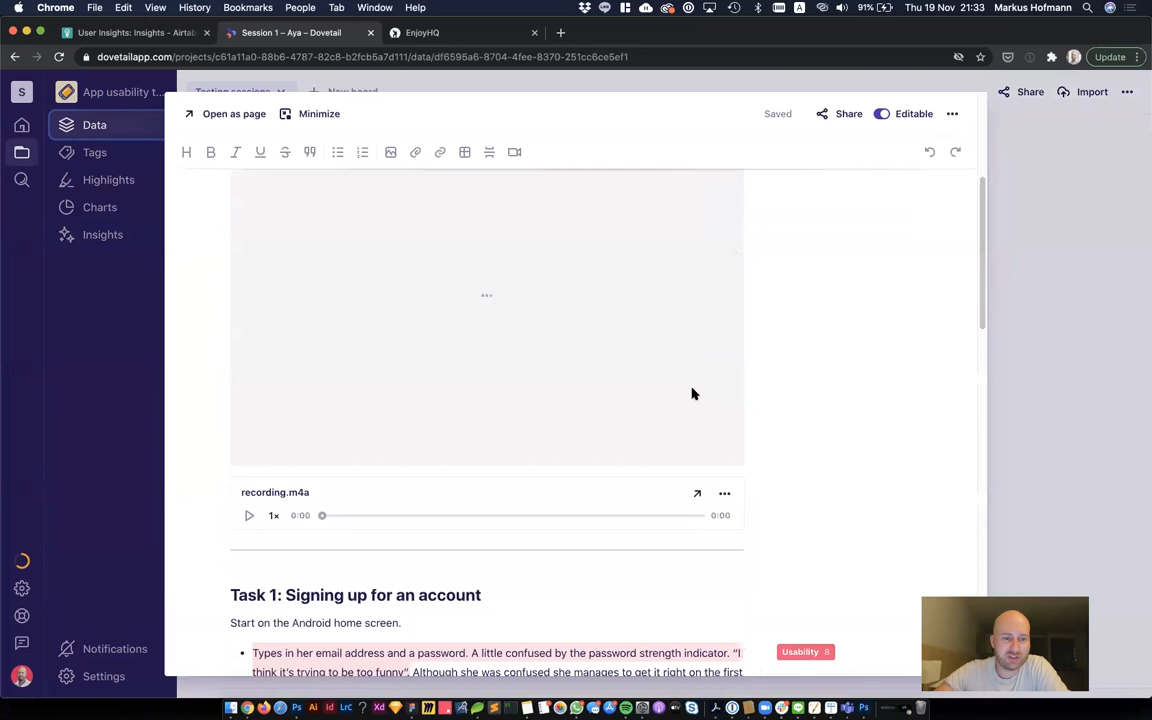 Chrome File Edit View History Bookmarks People Tab Window Help
91% Thu 19 Nov 21:33 Markus Hofmann
User Insights: Insights - Airtab
Session 1 – Aya – Dovetail
EnjoyHQ
dovetailapp.com/projects/c61a11a0-88b6-4787-82c8-b2fcb5a7d111/data/df6595a6-8704-4fee-8370-251cc6ce5ef1
Update
S
App usability t...
Testing sessions
New board
Share
Import
Open as page
Minimize
Saved
Share
Editable
Data
Tags
Highlights
Charts
Insights
recording.m4a
1× 0:00 0:00
Task 1: Signing up for an account
Start on the Android home screen.
• Types in her email address and a password. A little confused by the password strength indicator. “I
think it’s trying to be too funny”. Although she was confused she manages to get it right on the first
Usability 8
Notifications
Settings